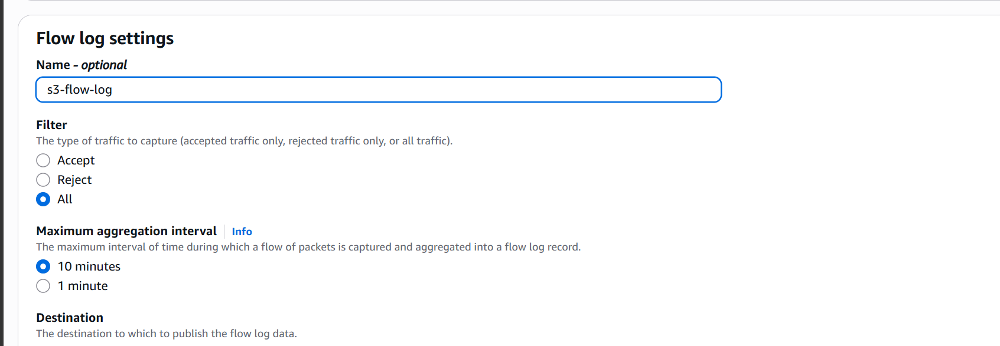 Flow log settings
Name - optional
s3-flow-log
Filter
The type of traffic to capture (accepted traffic only, rejected traffic only, or all traffic).
Accept
Reject
All
Maximum aggregation interval Info
The maximum interval of time during which a flow of packets is captured and aggregated into a flow log record.
10 minutes
1 minute
Destination
The destination to which to publish the flow log data.